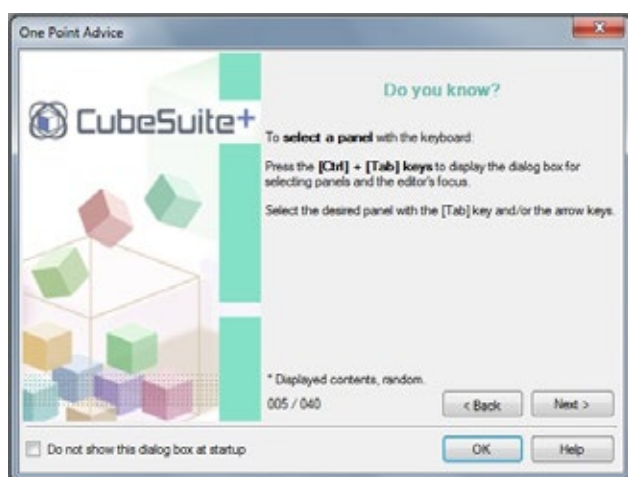 One Point Advice
CubeSuite+
Do you know?
To select a panel with the keyboard:
Press the [Ctrl] + [Tab] keys to display the dialog box for
selecting panels and the editor's focus.
Select the desired panel with the [Tab] key and/or the arrow keys.
* Displayed contents, random.
005 / 040
< Back
Next >
Do not show this dialog box at startup
OK
Help